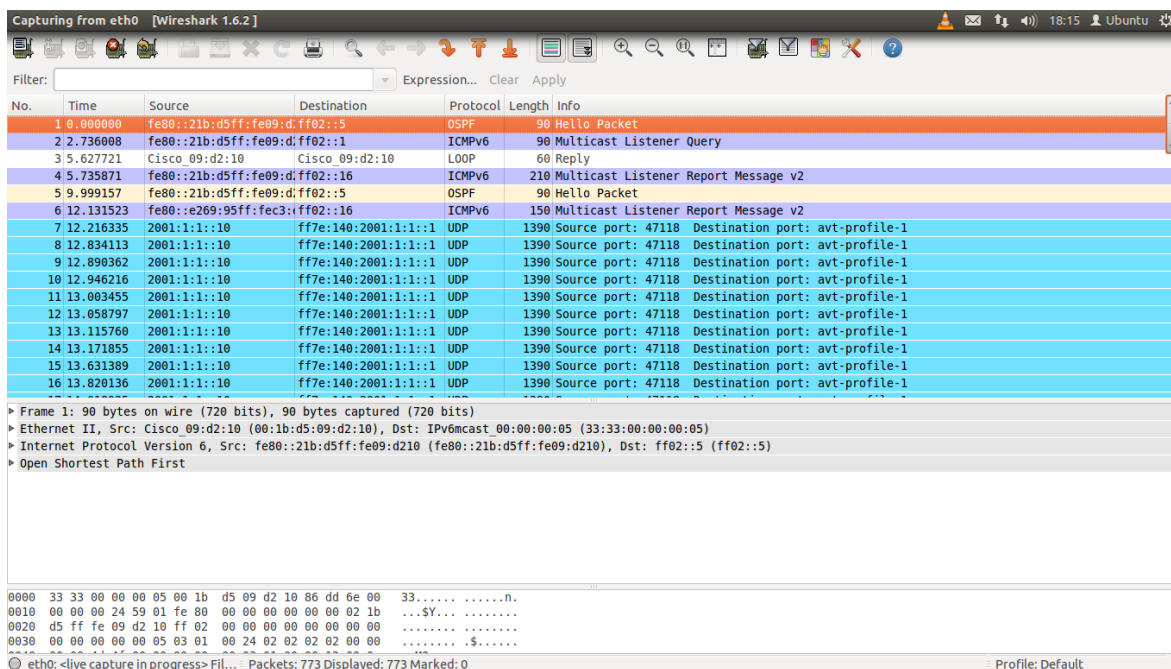 Capturing from eth0 [Wireshark 1.6.2 ] 18:15 Ubuntu
Filter: Expression... Clear Apply
No. Time Source Destination Protocol Length Info
1 0.000000 fe80::21b:d5ff:fe09:d: ff02::5 OSPF 90 Hello Packet
2 2.736008 fe80::21b:d5ff:fe09:d: ff02::1 ICMPv6 90 Multicast Listener Query
3 5.627721 Cisco_09:d2:10 Cisco_09:d2:10 LOOP 60 Reply
4 5.735871 fe80::21b:d5ff:fe09:d: ff02::16 ICMPv6 210 Multicast Listener Report Message v2
5 9.999157 fe80::21b:d5ff:fe09:d: ff02::5 OSPF 90 Hello Packet
6 12.131523 fe80::e269:95ff:fec3: ff02::16 ICMPv6 150 Multicast Listener Report Message v2
7 12.216335 2001:1:1::10 ff7e:140:2001:1:1::1 UDP 1390 Source port: 47118 Destination port: avt-profile-1
8 12.834113 2001:1:1::10 ff7e:140:2001:1:1::1 UDP 1390 Source port: 47118 Destination port: avt-profile-1
9 12.890362 2001:1:1::10 ff7e:140:2001:1:1::1 UDP 1390 Source port: 47118 Destination port: avt-profile-1
10 12.946216 2001:1:1::10 ff7e:140:2001:1:1::1 UDP 1390 Source port: 47118 Destination port: avt-profile-1
11 13.003455 2001:1:1::10 ff7e:140:2001:1:1::1 UDP 1390 Source port: 47118 Destination port: avt-profile-1
12 13.058797 2001:1:1::10 ff7e:140:2001:1:1::1 UDP 1390 Source port: 47118 Destination port: avt-profile-1
13 13.115760 2001:1:1::10 ff7e:140:2001:1:1::1 UDP 1390 Source port: 47118 Destination port: avt-profile-1
14 13.171855 2001:1:1::10 ff7e:140:2001:1:1::1 UDP 1390 Source port: 47118 Destination port: avt-profile-1
15 13.631389 2001:1:1::10 ff7e:140:2001:1:1::1 UDP 1390 Source port: 47118 Destination port: avt-profile-1
16 13.820136 2001:1:1::10 ff7e:140:2001:1:1::1 UDP 1390 Source port: 47118 Destination port: avt-profile-1
Frame 1: 90 bytes on wire (720 bits), 90 bytes captured (720 bits)
Ethernet II, Src: Cisco_09:d2:10 (00:1b:d5:09:d2:10), Dst: IPv6mcast_00:00:00:05 (33:33:00:00:00:05)
Internet Protocol Version 6, Src: fe80::21b:d5ff:fe09:d210 (fe80::21b:d5ff:fe09:d210), Dst: ff02::5 (ff02::5)
Open Shortest Path First
0000 33 33 00 00 00 05 00 1b d5 09 d2 10 86 dd 6e 00 33...... ......n.
0010 00 00 00 24 59 01 fe 80 00 00 00 00 00 00 02 1b ...$Y... ........
0020 d5 ff fe 09 d2 10 ff 02 00 00 00 00 00 00 00 00 ........ ........
0030 00 00 00 00 00 05 03 01 00 24 02 02 02 02 00 00 ........ .$......
eth0: <live capture in progress> Fil... Packets: 773 Displayed: 773 Marked: 0 Profile: Default